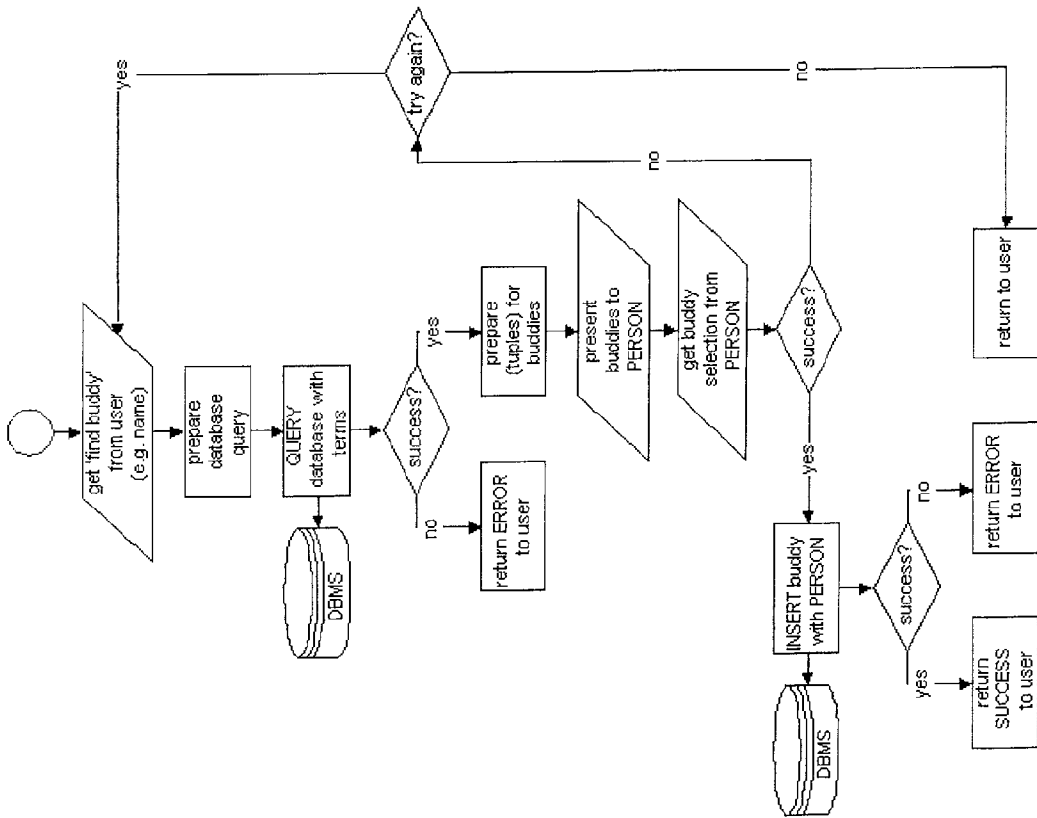 get 'find buddy'
from user
(e.g. name)
prepare
database
query
QUERY
database with
terms
DBMS
success?
no
yes
return ERROR
to user
prepare
(tuples) for
buddies
present
buddies to
PERSON
get buddy
selection from
PERSON
success?
yes
no
try again?
yes
no
INSERT buddy
with PERSON
DBMS
success?
yes
no
return
SUCCESS
to user
return ERROR
to user
return to user